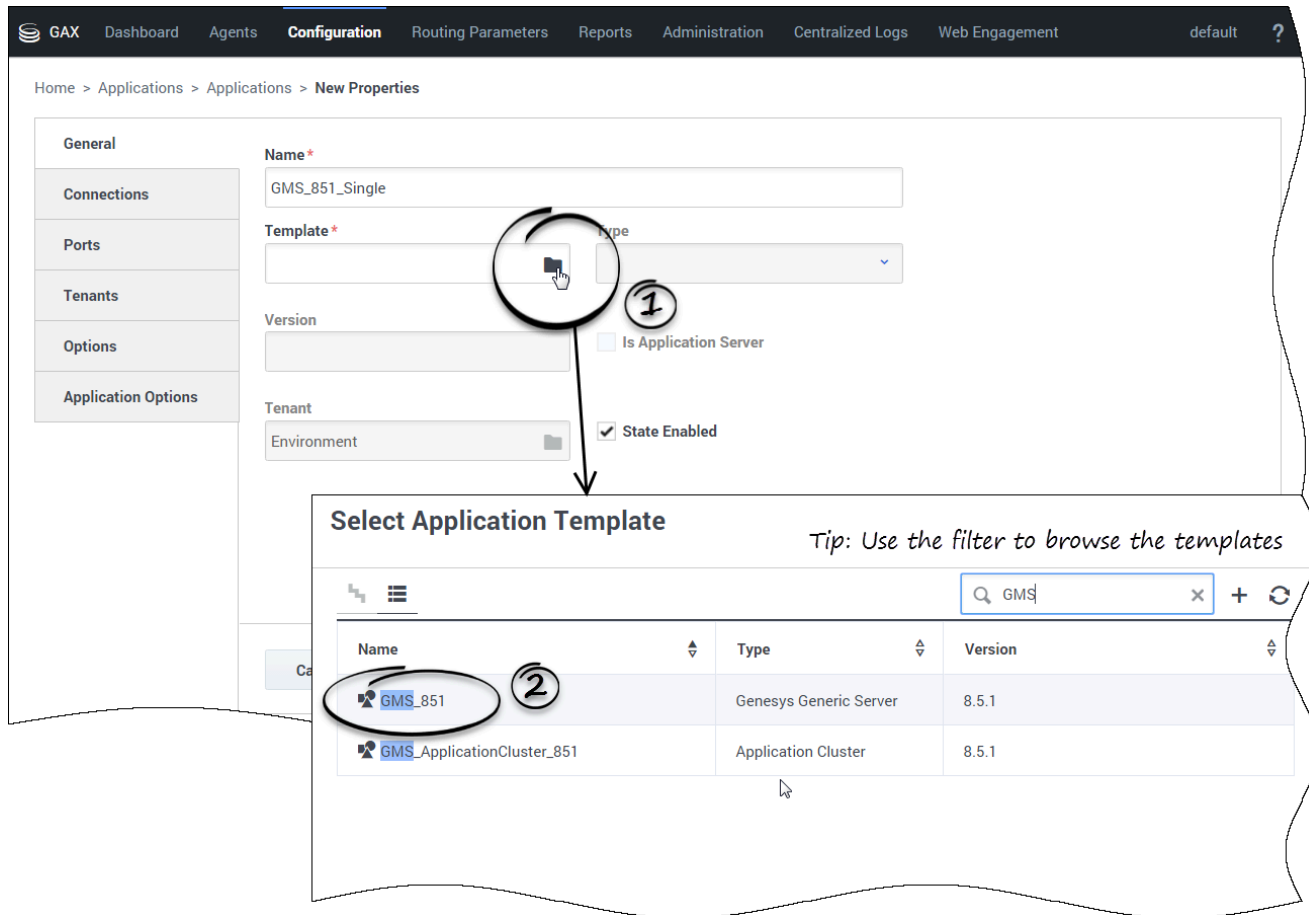 GAX Dashboard Agents Configuration Routing Parameters Reports Administration Centralized Logs Web Engagement default ?
Home > Applications > Applications > New Properties
General
Connections
Ports
Tenants
Options
Application Options
Name*
GMS_851_Single
Template* Type
1
Version
Is Application Server
Tenant
Environment
State Enabled
Ca
Select Application Template
Tip: Use the filter to browse the templates
GMS
Name Type Version
GMS_851 Genesys Generic Server 8.5.1
2
GMS_ApplicationCluster_851 Application Cluster 8.5.1